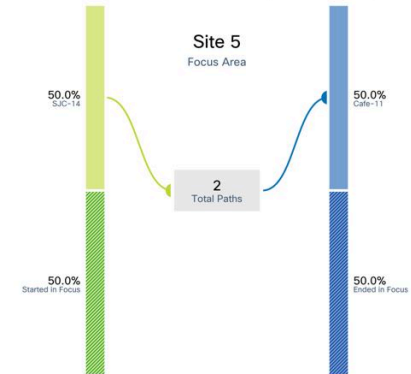 Site 5
Focus Area
50.0%
SJC-14
50.0%
Cafe-11
2
Total Paths
50.0%
Started in Focus
50.0%
Ended in Focus